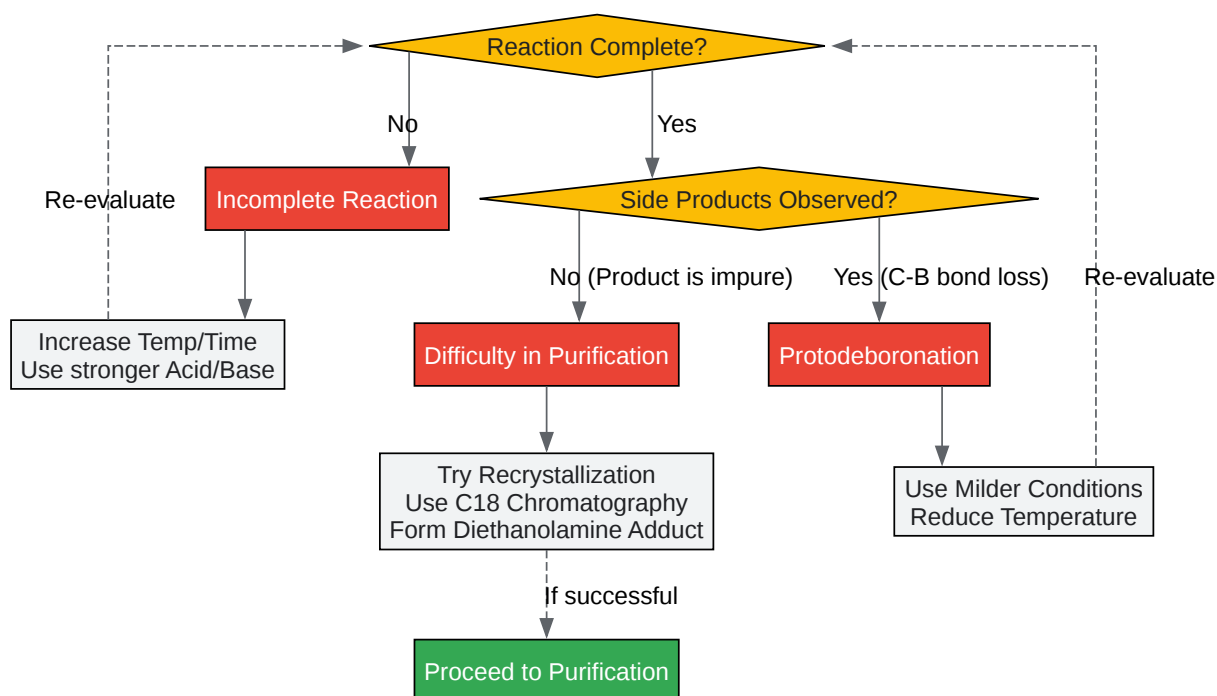 Reaction Complete?
No
Yes
Re-evaluate
Incomplete Reaction
Side Products Observed?
No (Product is impure)
Yes (C-B bond loss)
Re-evaluate
Increase Temp/Time
Use stronger Acid/Base
Difficulty in Purification
Protodeboronation
Try Recrystallization
Use C18 Chromatography
Form Diethanolamine Adduct
Use Milder Conditions
Reduce Temperature
If successful
Proceed to Purification